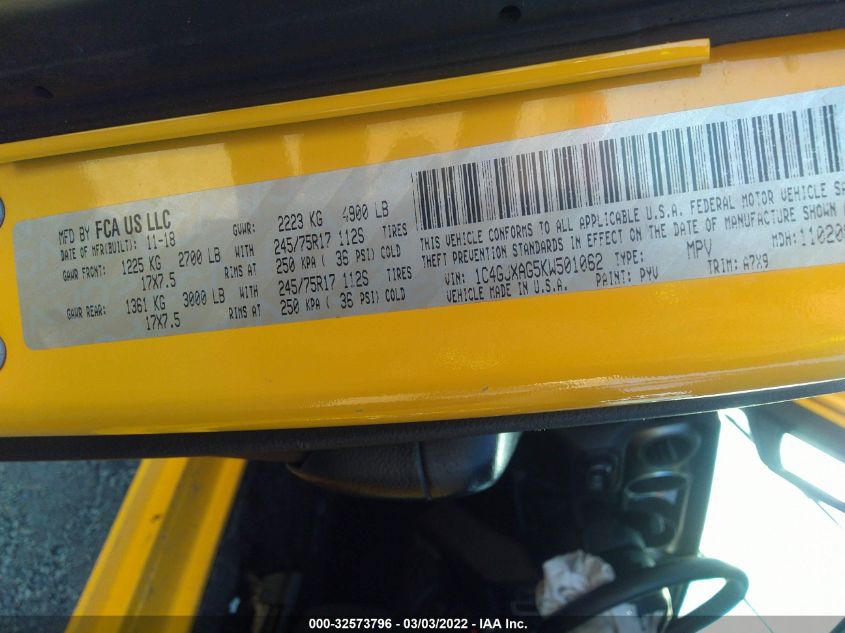 MFD BY FCA US LLC
DATE OF MFR(BUILT): 11-18 GVWR: 2223 KG 4900 LB
GAWR FRONT: 1225 KG 2700 LB WITH 245/75R17 112S TIRES
17X7.5 RIMS AT 250 KPA ( 36 PSI) COLD
GAWR REAR: 1361 KG 3000 LB WITH 245/75R17 112S TIRES
17X7.5 RIMS AT 250 KPA ( 36 PSI) COLD
THIS VEHICLE CONFORMS TO ALL APPLICABLE U.S.A. FEDERAL MOTOR VEHICLE SA
THEFT PREVENTION STANDARDS IN EFFECT ON THE DATE OF MANUFACTURE SHOWN
VIN: 1C4GJXAG5KW501062 TYPE: MPV MDH: 11020
VEHICLE MADE IN U.S.A. PAINT: PYV TRIM: A7X9
000-32573796 - 03/03/2022 - IAA Inc.